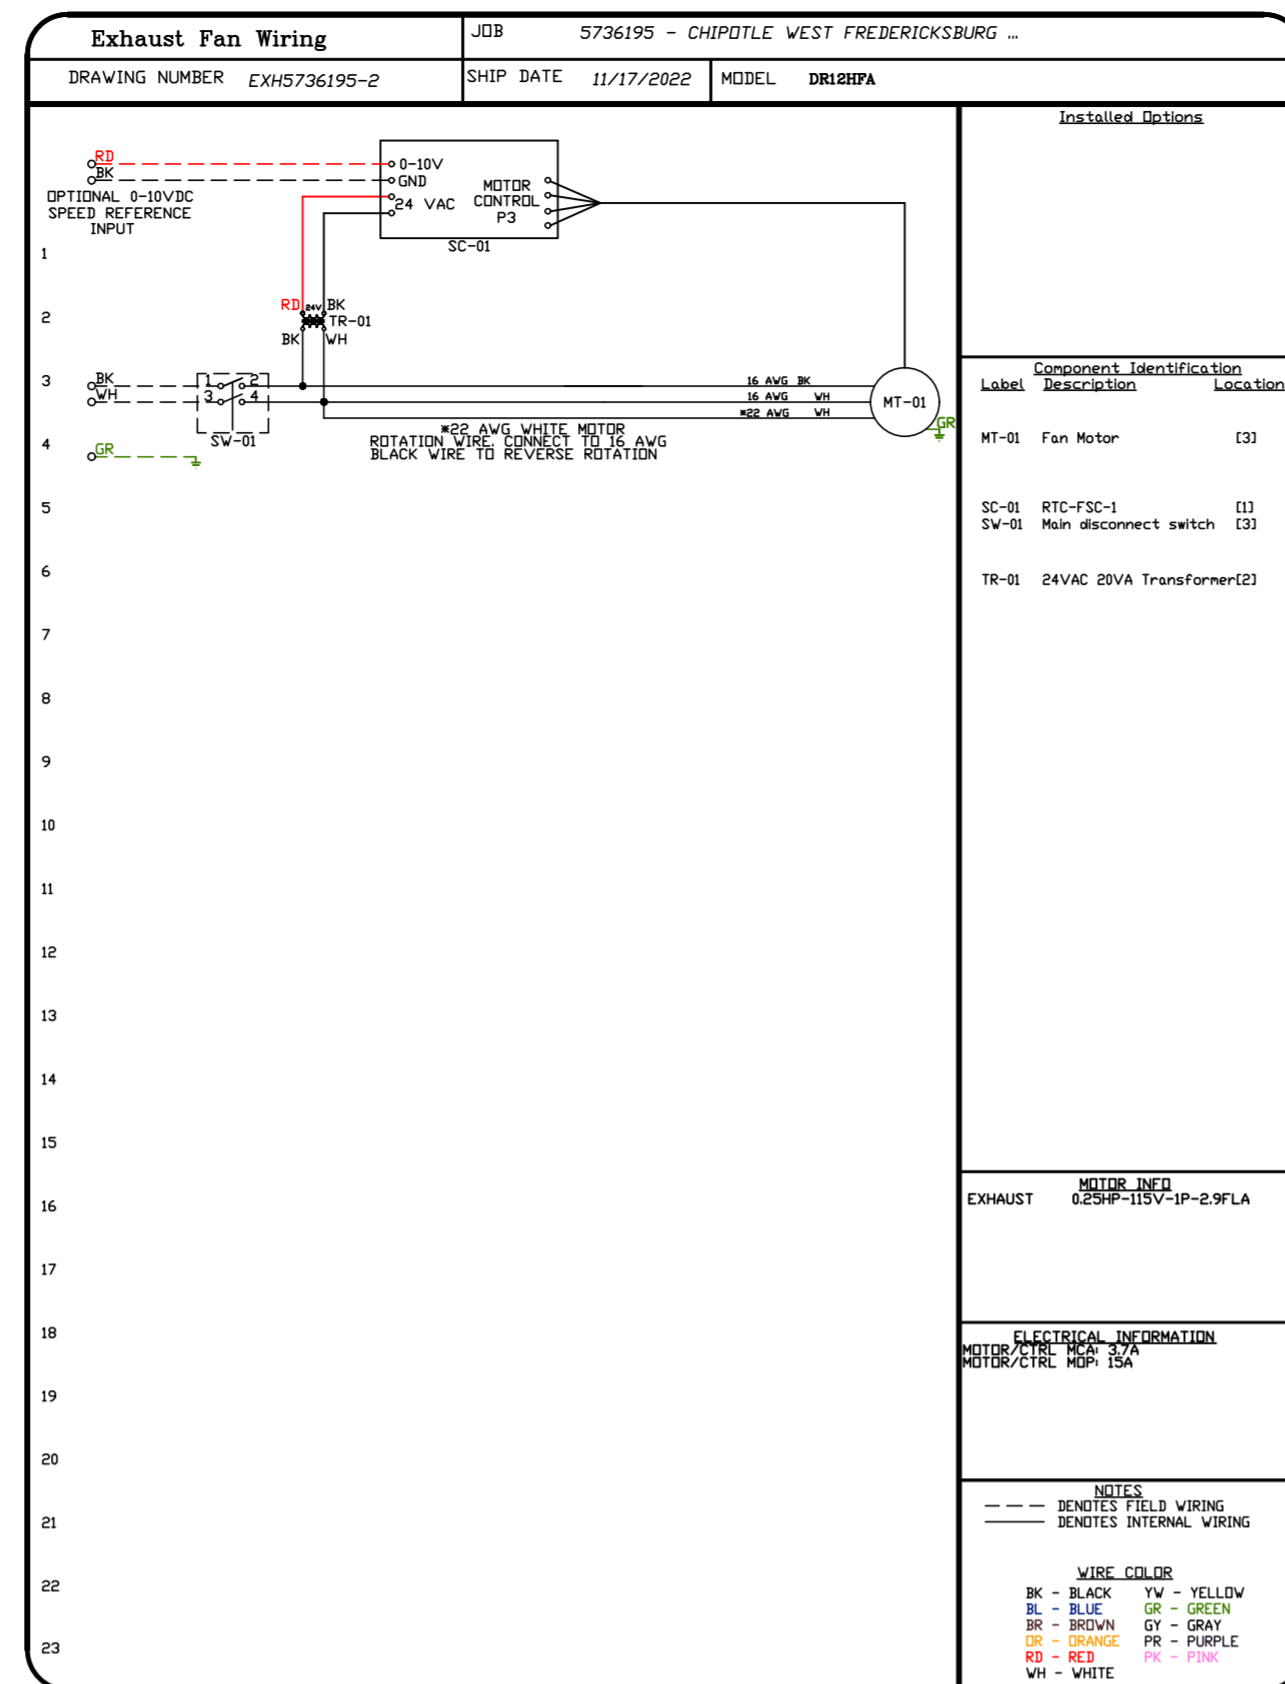 Exhaust Fan Wiring
JOB 5736195 - CHIPOTLE WEST FREDERICKSBURG ...
DRAWING NUMBER EXH5736195-2
SHIP DATE 11/17/2022
MODEL DR12HFA
RD
BK
OPTIONAL 0-10VDC
SPEED REFERENCE
INPUT
0-10V
GND
24 VAC
MOTOR
CONTROL
P3
SC-01
RD 24V BK
TR-01
BK WH
BK
WH
1 2
3 4
SW-01
GR
16 AWG BK
16 AWG WH
*22 AWG WH
MT-01
GR
*22 AWG WHITE MOTOR
ROTATION WIRE. CONNECT TO 16 AWG
BLACK WIRE TO REVERSE ROTATION
1
2
3
4
5
6
7
8
9
10
11
12
13
14
15
16
17
18
19
20
21
22
23
Installed Options
Component Identification
Label Description Location
MT-01 Fan Motor [3]
SC-01 RTC-FSC-1 [1]
SW-01 Main disconnect switch [3]
TR-01 24VAC 20VA Transformer[2]
MOTOR INFO
EXHAUST 0.25HP-115V-1P-2.9FLA
ELECTRICAL INFORMATION
MOTOR/CTRL MCA: 3.7A
MOTOR/CTRL MOP: 15A
NOTES
DENOTES FIELD WIRING
DENOTES INTERNAL WIRING
WIRE COLOR
BK - BLACK YW - YELLOW
BL - BLUE GR - GREEN
BR - BROWN GY - GRAY
OR - ORANGE PR - PURPLE
RD - RED PK - PINK
WH - WHITE